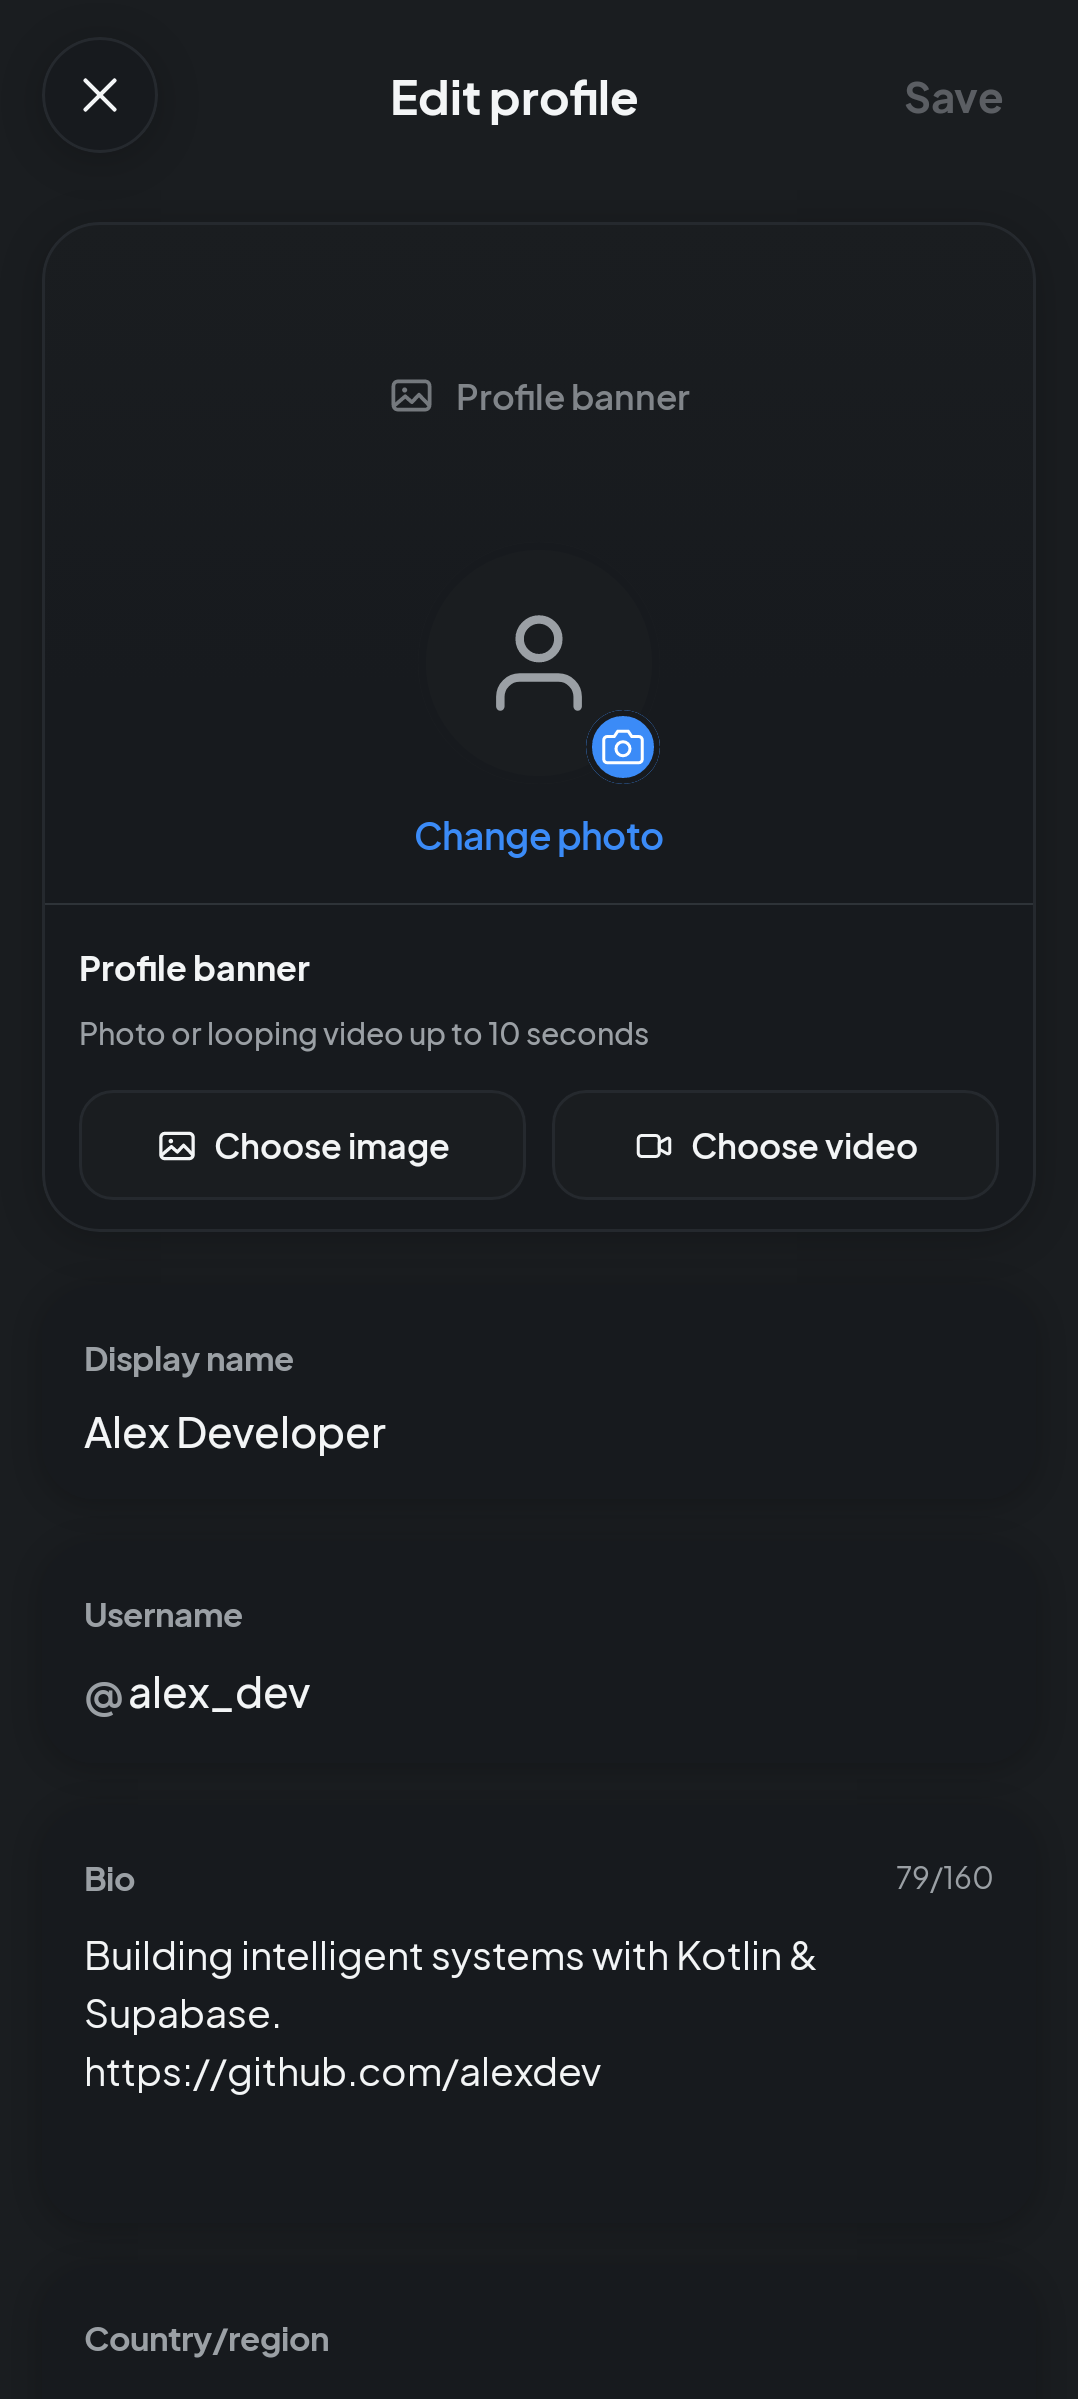 Edit profile
Save
Profile banner
Change photo
Profile banner
Photo or looping video up to 10 seconds
Choose image
Choose video
Display name
Alex Developer
Username
@alex_dev
Bio
79/160
Building intelligent systems with Kotlin &
Supabase.
https://github.com/alexdev
Country/region